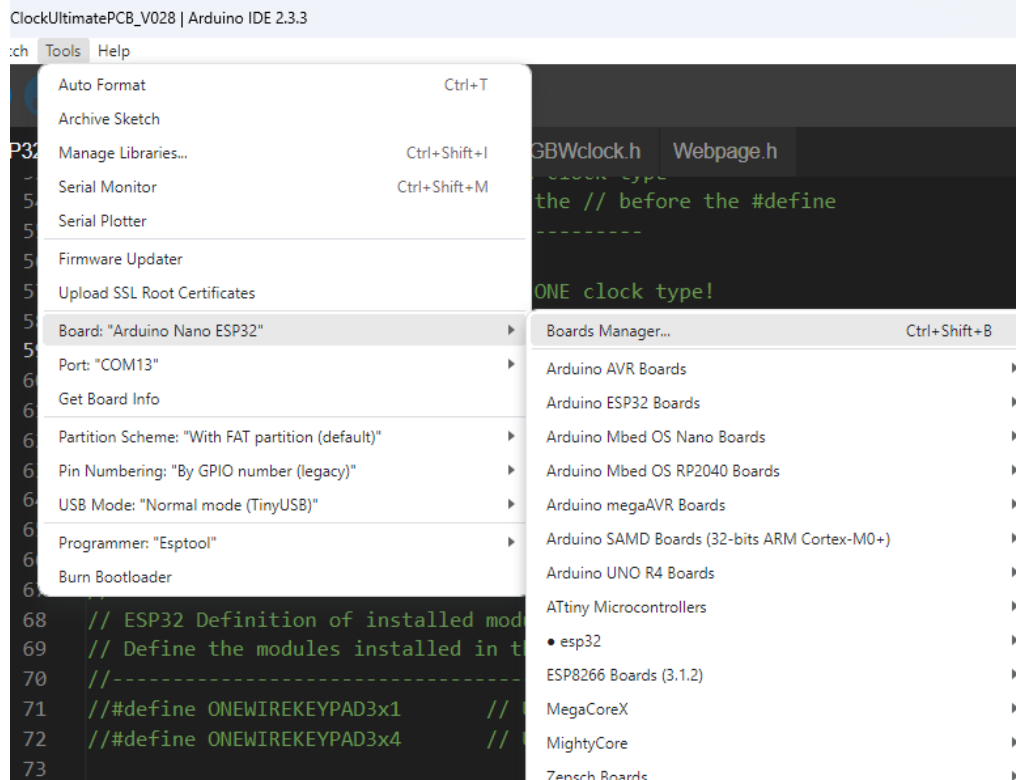 ClockUltimatePCB_V028 | Arduino IDE 2.3.3
Tools Help
Auto Format Ctrl+T
Archive Sketch
Manage Libraries... Ctrl+Shift+I
Serial Monitor Ctrl+Shift+M
Serial Plotter
Firmware Updater
Upload SSL Root Certificates
Board: "Arduino Nano ESP32"
Port: "COM13"
Get Board Info
Partition Scheme: "With FAT partition (default)"
Pin Numbering: "By GPIO number (legacy)"
USB Mode: "Normal mode (TinyUSB)"
Programmer: "Esptool"
Burn Bootloader
GBWclock.h Webpage.h
clock type
the // before the #define
---------
ONE clock type!
Boards Manager... Ctrl+Shift+B
Arduino AVR Boards
Arduino ESP32 Boards
Arduino Mbed OS Nano Boards
Arduino Mbed OS RP2040 Boards
Arduino megaAVR Boards
Arduino SAMD Boards (32-bits ARM Cortex-M0+)
Arduino UNO R4 Boards
ATtiny Microcontrollers
● esp32
ESP8266 Boards (3.1.2)
MegaCoreX
MightyCore
Zensch Boards
68 // ESP32 Definition of installed mod
69 // Define the modules installed in t
70 //----------------------------------
71 //#define ONEWIREKEYPAD3x1 //
72 //#define ONEWIREKEYPAD3x4 //
73